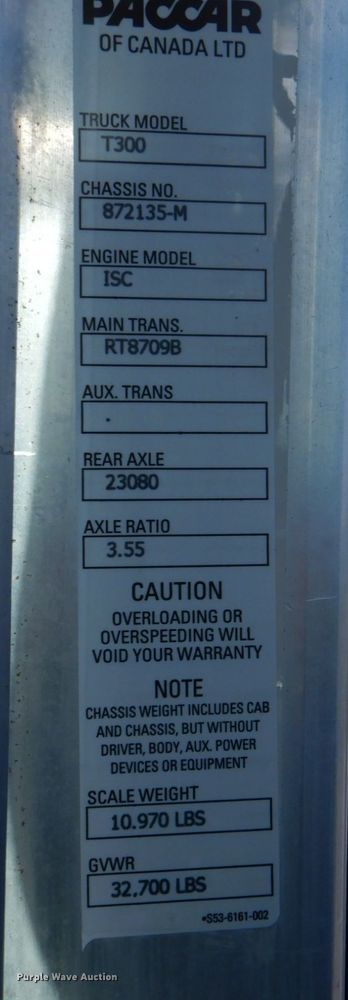 PACCAR
OF CANADA LTD
TRUCK MODEL
T300
CHASSIS NO.
872135-M
ENGINE MODEL
ISC
MAIN TRANS.
RT8709B
AUX. TRANS
.
REAR AXLE
23080
AXLE RATIO
3.55
CAUTION
OVERLOADING OR
OVERSPEEDING WILL
VOID YOUR WARRANTY
NOTE
CHASSIS WEIGHT INCLUDES CAB
AND CHASSIS, BUT WITHOUT
DRIVER, BODY, AUX. POWER
DEVICES OR EQUIPMENT
SCALE WEIGHT
10.970 LBS
GVWR
32,700 LBS
•S53-6161-002
Purple Wave Auction